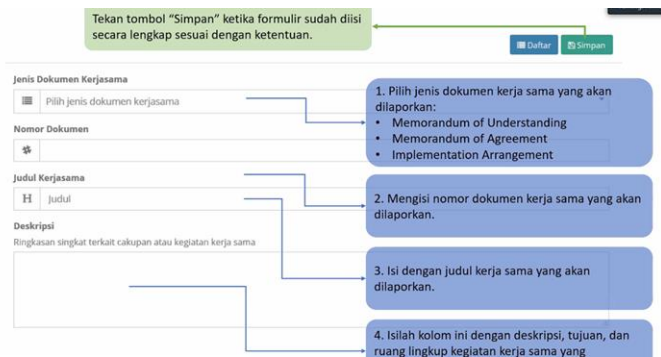 Tekan tombol “Simpan” ketika formulir sudah diisi
secara lengkap sesuai dengan ketentuan.
Daftar
Simpan
Jenis Dokumen Kerjasama
Pilih jenis dokumen kerjasama
1. Pilih jenis dokumen kerja sama yang akan
dilaporkan:
• Memorandum of Understanding
• Memorandum of Agreement
• Implementation Arrangement
Nomor Dokumen
Judul Kerjasama
H Judul
2. Mengisi nomor dokumen kerja sama yang akan
dilaporkan.
Deskripsi
Ringkasan singkat terkait cakupan atau kegiatan kerja sama
3. Isi dengan judul kerja sama yang akan
dilaporkan.
4. Isilah kolom ini dengan deskripsi, tujuan, dan
ruang lingkup kegiatan kerja sama yang